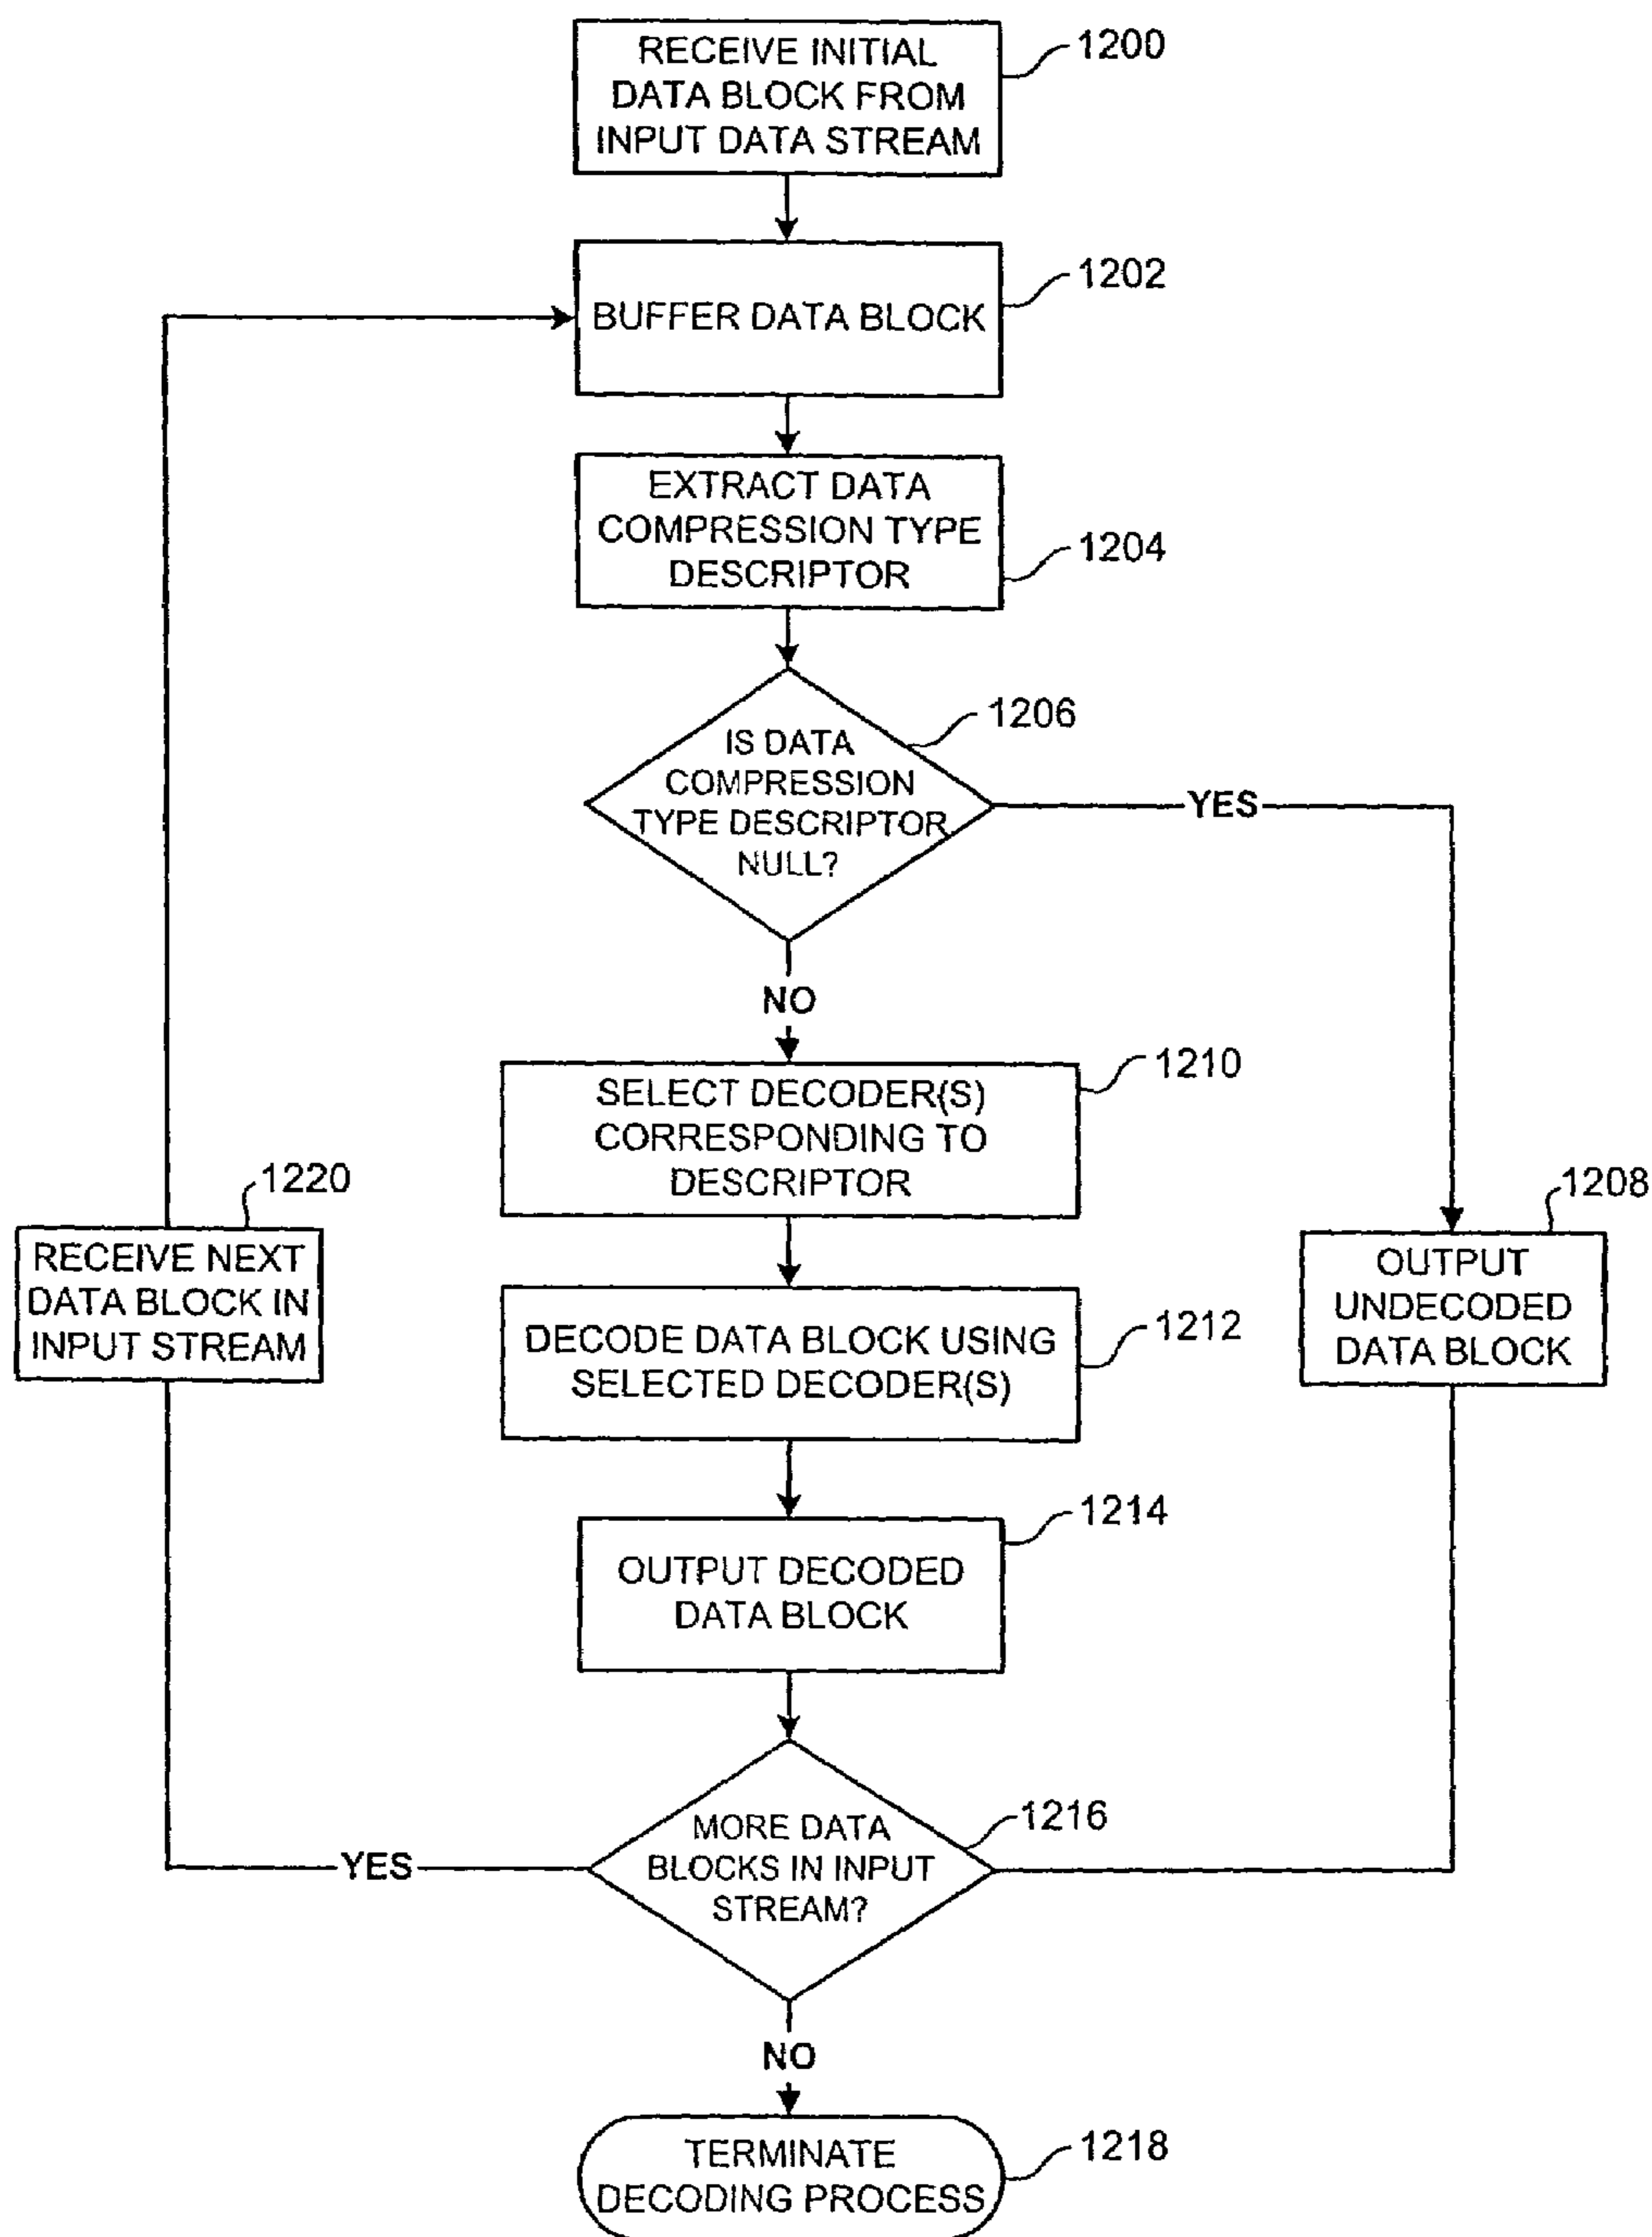 RECEIVE INITIAL
DATA BLOCK FROM
INPUT DATA STREAM
1200
BUFFER DATA BLOCK
1202
EXTRACT DATA
COMPRESSION TYPE
DESCRIPTOR
1204
IS DATA
COMPRESSION
TYPE DESCRIPTOR
NULL?
1206
YES
NO
SELECT DECODER(S)
CORRESPONDING TO
DESCRIPTOR
1210
1220
RECEIVE NEXT
DATA BLOCK IN
INPUT STREAM
1208
OUTPUT
UNDECODED
DATA BLOCK
DECODE DATA BLOCK USING
SELECTED DECODER(S)
1212
OUTPUT DECODED
DATA BLOCK
1214
MORE DATA
BLOCKS IN INPUT
STREAM?
1216
YES
NO
TERMINATE
DECODING PROCESS
1218